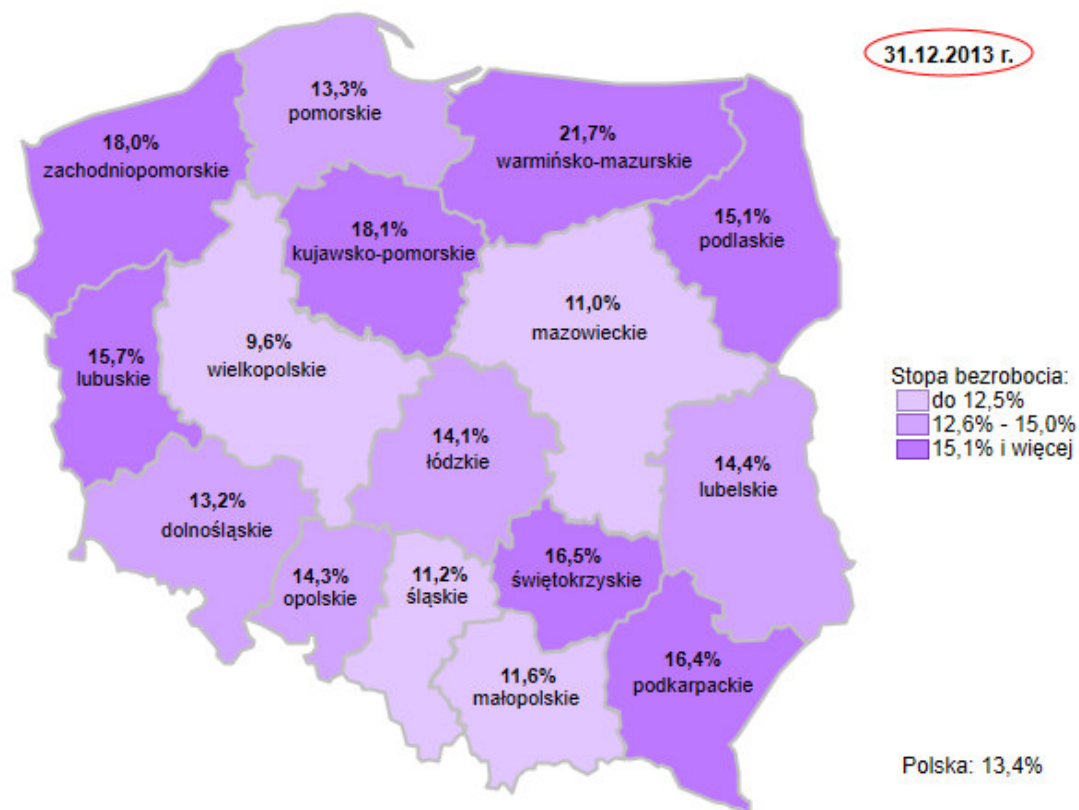 31.12.2013 r.
13,3%
pomorskie
18,0%
zachodniopomorskie
21,7%
warmińsko-mazurskie
15,1%
podlaskie
18,1%
kujawsko-pomorskie
11,0%
mazowieckie
9,6%
wielkopolskie
15,7%
lubuskie
Stopa bezrobocia:
do 12,5%
12,6% - 15,0%
15,1% i więcej
14,1%
łódzkie
14,4%
lubelskie
13,2%
dolnośląskie
14,3%
opolskie
11,2%
śląskie
16,5%
świętokrzyskie
11,6%
małopolskie
16,4%
podkarpackie
Polska: 13,4%